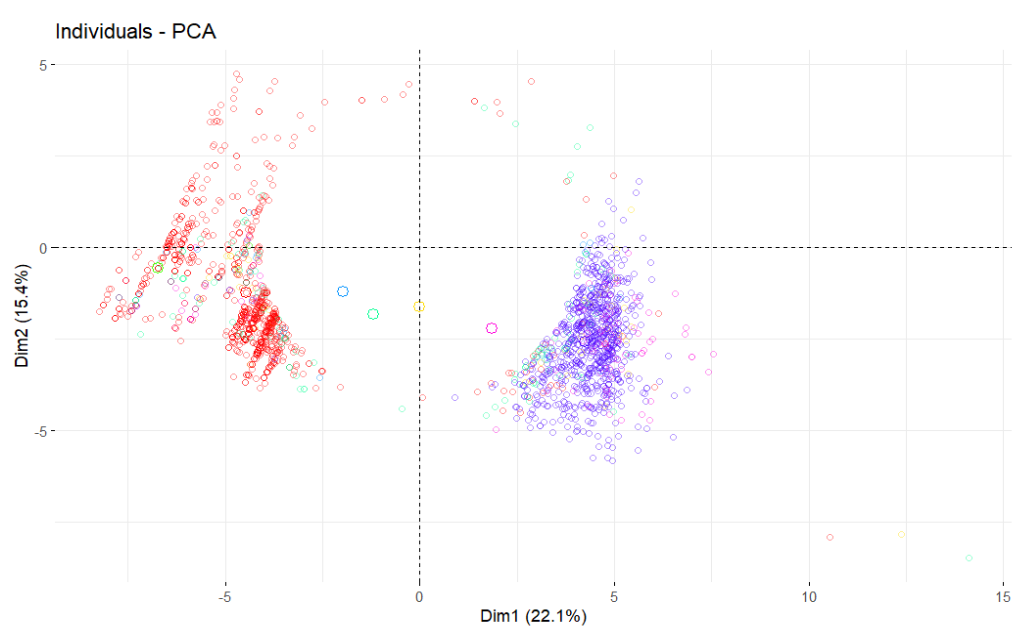 Individuals - PCA
5
0
-5
Dim2 (15.4%)
-5
0
5
10
15
Dim1 (22.1%)